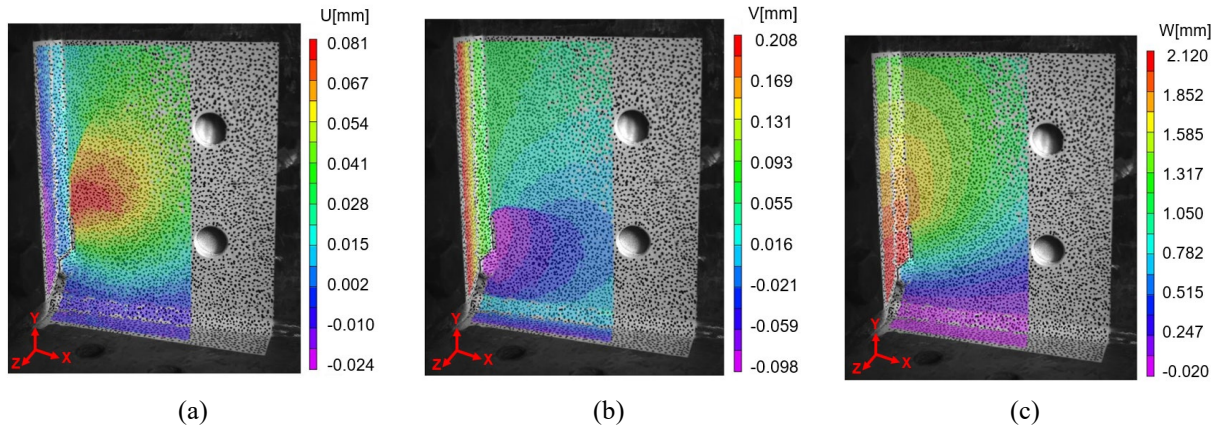 U[mm]
0.081
0.067
0.054
0.041
0.028
0.015
0.002
-0.010
-0.024
Y
Z
X
(a)
V[mm]
0.208
0.169
0.131
0.093
0.055
0.016
-0.021
-0.059
-0.098
Y
Z
X
(b)
W[mm]
2.120
1.852
1.585
1.317
1.050
0.782
0.515
0.247
-0.020
Y
Z
X
(c)